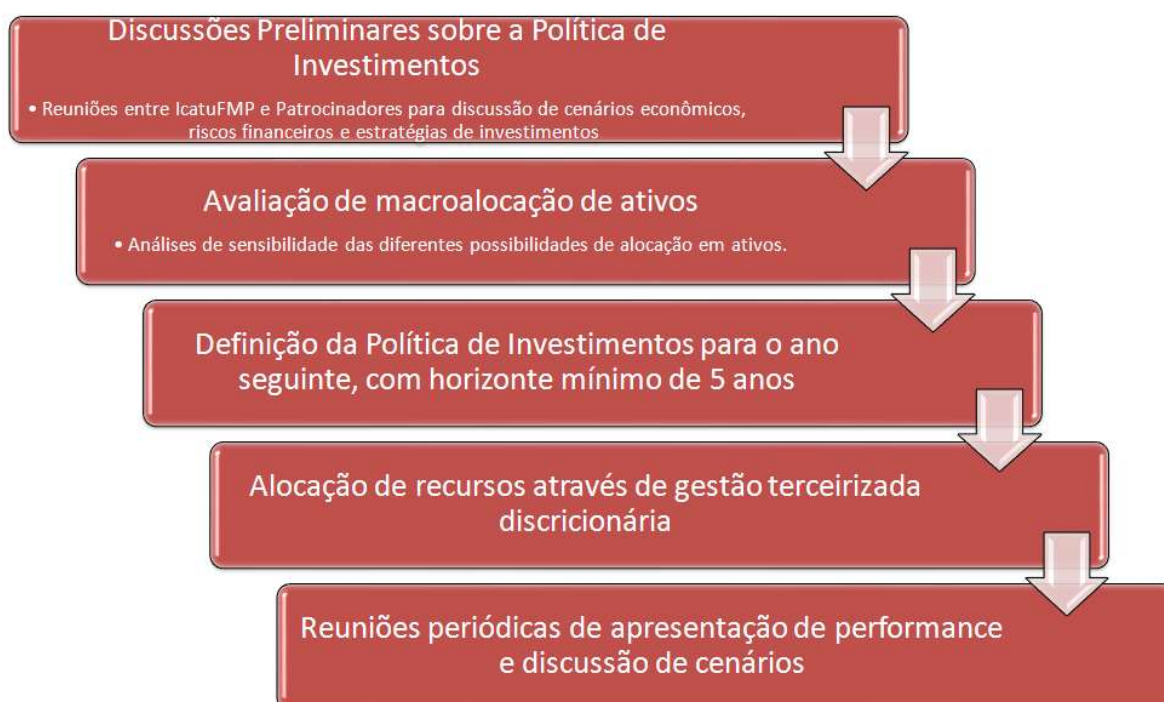 Discussões Preliminares sobre a Política de
Investimentos
• Reuniões entre IcatuFMP e Patrocinadores para discussão de cenários econômicos,
riscos financeiros e estratégias de investimentos
Avaliação de macroalocação de ativos
• Análises de sensibilidade das diferentes possibilidades de alocação em ativos.
Definição da Política de Investimentos para o ano
seguinte, com horizonte mínimo de 5 anos
Alocação de recursos através de gestão terceirizada
discricionária
Reuniões periódicas de apresentação de performance
e discussão de cenários